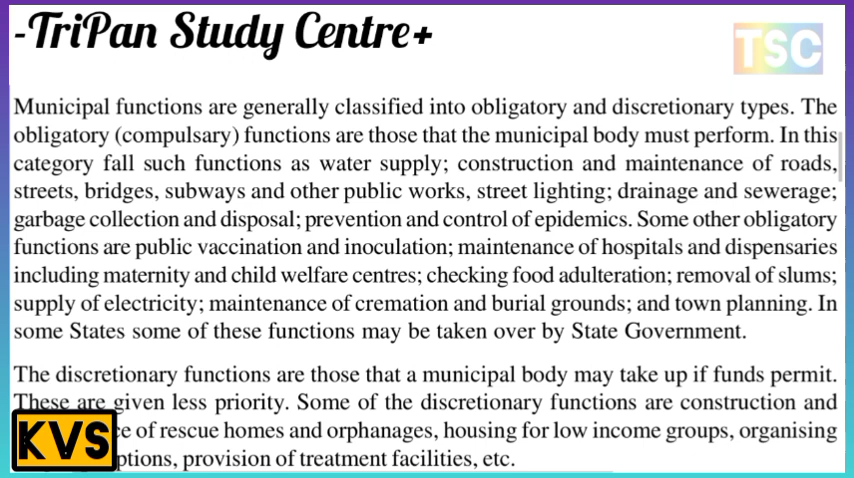 -TriPan Study Centre+
TSC
Municipal functions are generally classified into obligatory and discretionary types. The
obligatory (compulsary) functions are those that the municipal body must perform. In this
category fall such functions as water supply; construction and maintenance of roads,
streets, bridges, subways and other public works, street lighting; drainage and sewerage;
garbage collection and disposal; prevention and control of epidemics. Some other obligatory
functions are public vaccination and inoculation; maintenance of hospitals and dispensaries
including maternity and child welfare centres; checking food adulteration; removal of slums;
supply of electricity; maintenance of cremation and burial grounds; and town planning. In
some States some of these functions may be taken over by State Government.
The discretionary functions are those that a municipal body may take up if funds permit.
These are given less priority. Some of the discretionary functions are construction and
of rescue homes and orphanages, housing for low income groups, organising
provision of treatment facilities, etc.
KVS